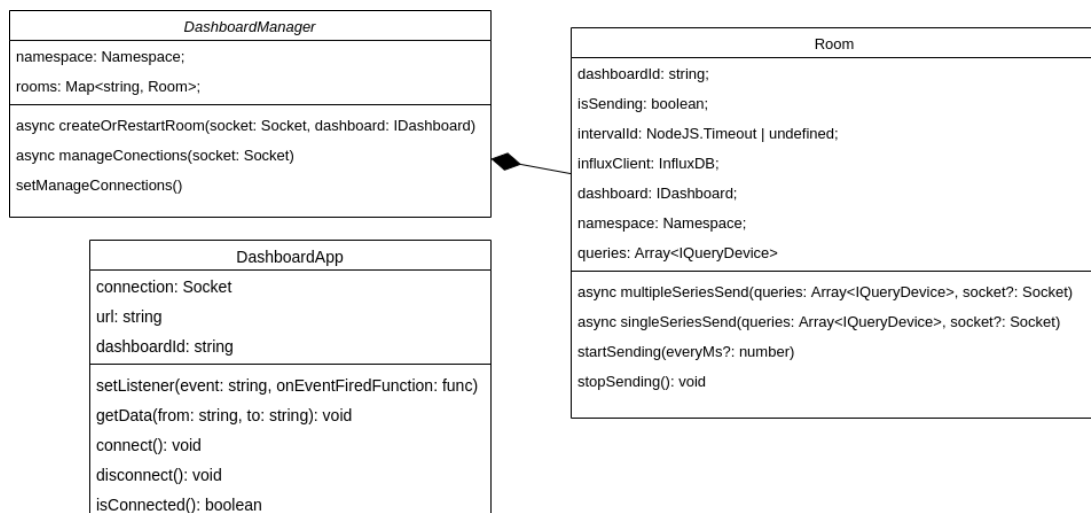 DashboardManager
namespace: Namespace;
rooms: Map<string, Room>;
async createOrRestartRoom(socket: Socket, dashboard: IDashboard)
async manageConections(socket: Socket)
setManageConnections()
Room
dashboardId: string;
isSending: boolean;
intervalId: NodeJS.Timeout | undefined;
influxClient: InfluxDB;
dashboard: IDashboard;
namespace: Namespace;
queries: Array<IQueryDevice>
async multipleSeriesSend(queries: Array<IQueryDevice>, socket?: Socket)
async singleSeriesSend(queries: Array<IQueryDevice>, socket?: Socket)
startSending(everyMs?: number)
stopSending(): void
DashboardApp
connection: Socket
url: string
dashboardId: string
setListener(event: string, onEventFiredFunction: func)
getData(from: string, to: string): void
connect(): void
disconnect(): void
isConnected(): boolean